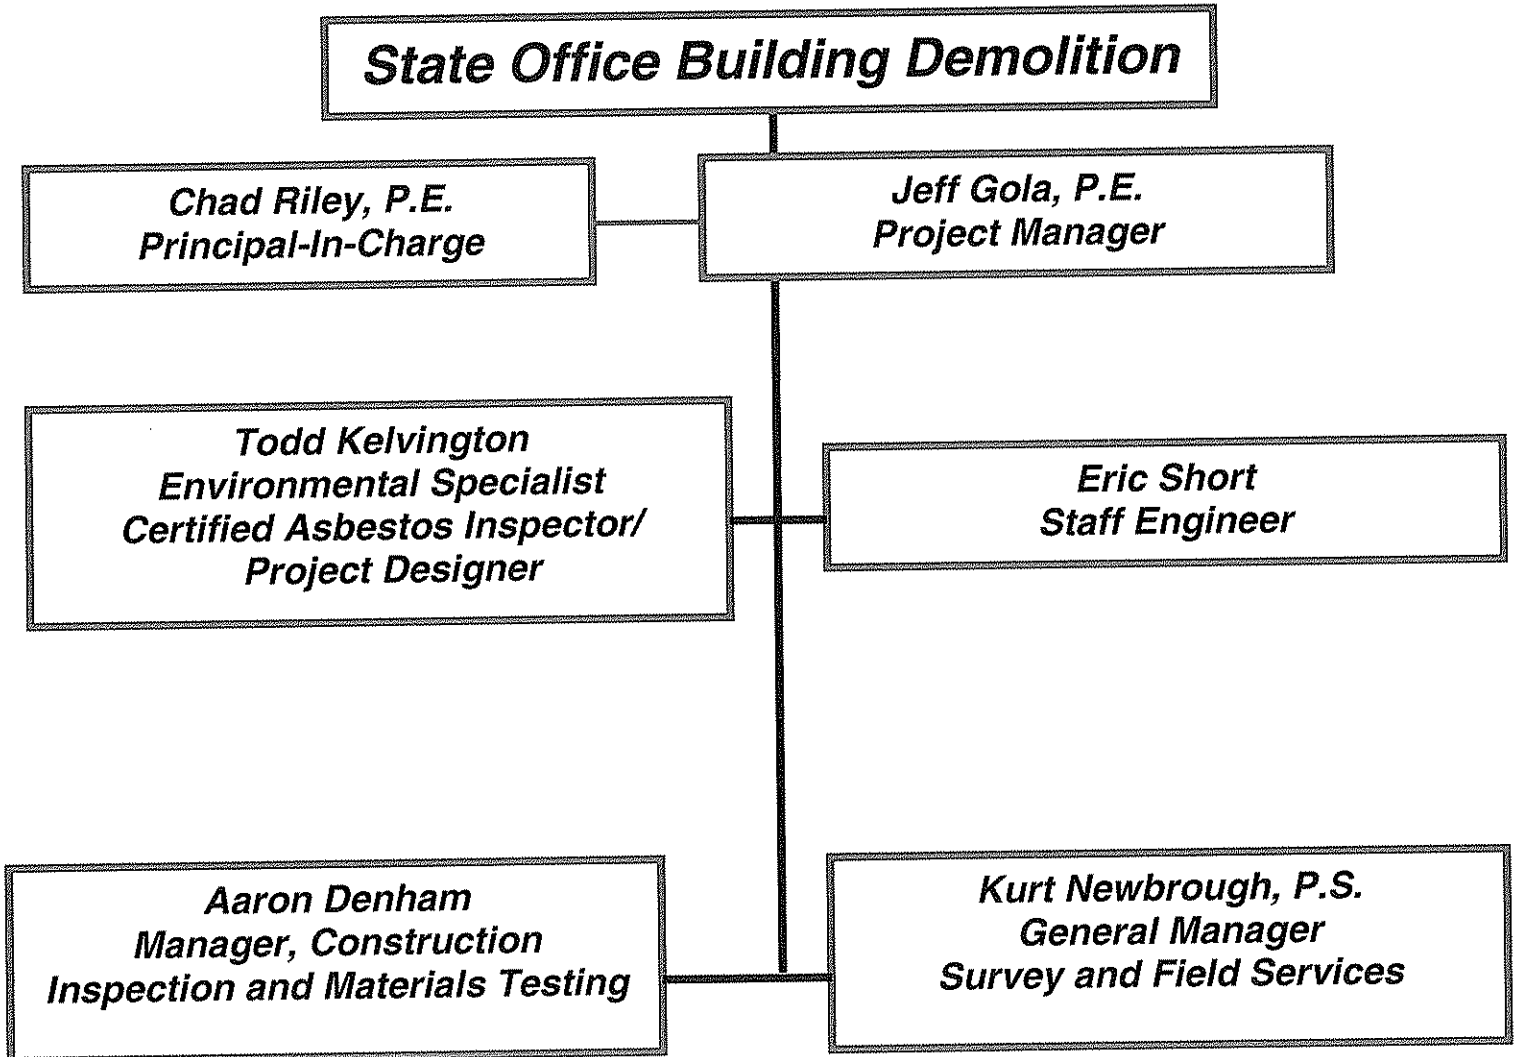 State Office Building Demolition
Chad Riley, P.E.
Principal-In-Charge
Jeff Gola, P.E.
Project Manager
Todd Kelvington
Environmental Specialist
Certified Asbestos Inspector/
Project Designer
Eric Short
Staff Engineer
Aaron Denham
Manager, Construction
Inspection and Materials Testing
Kurt Newbrough, P.S.
General Manager
Survey and Field Services